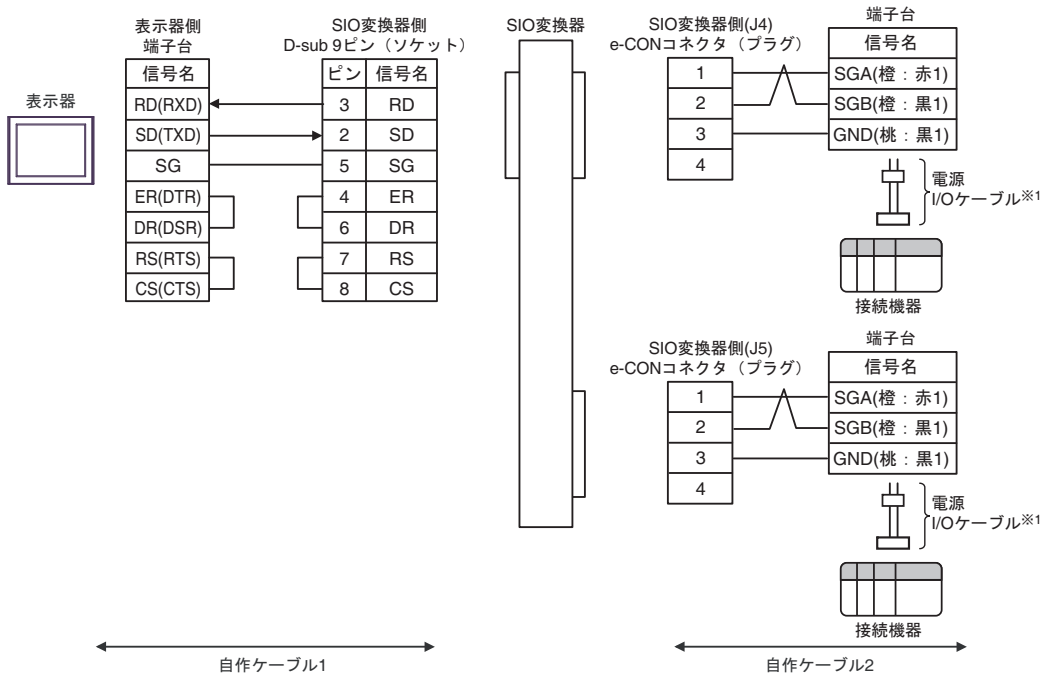 表示器
表示器側
端子台
信号名
RD(RXD)
SD(TXD)
SG
ER(DTR)
DR(DSR)
RS(RTS)
CS(CTS)
SIO変換器側
D-sub 9ピン（ソケット）
ピン 信号名
3 RD
2 SD
5 SG
4 ER
6 DR
7 RS
8 CS
SIO変換器
SIO変換器側(J4)
e-CONコネクタ（プラグ）
1
2
3
4
端子台
信号名
SGA(橙：赤1)
SGB(橙：黒1)
GND(桃：黒1)
電源
I/Oケーブル※1
接続機器
SIO変換器側(J5)
e-CONコネクタ（プラグ）
1
2
3
4
端子台
信号名
SGA(橙：赤1)
SGB(橙：黒1)
GND(桃：黒1)
電源
I/Oケーブル※1
接続機器
自作ケーブル1
自作ケーブル2